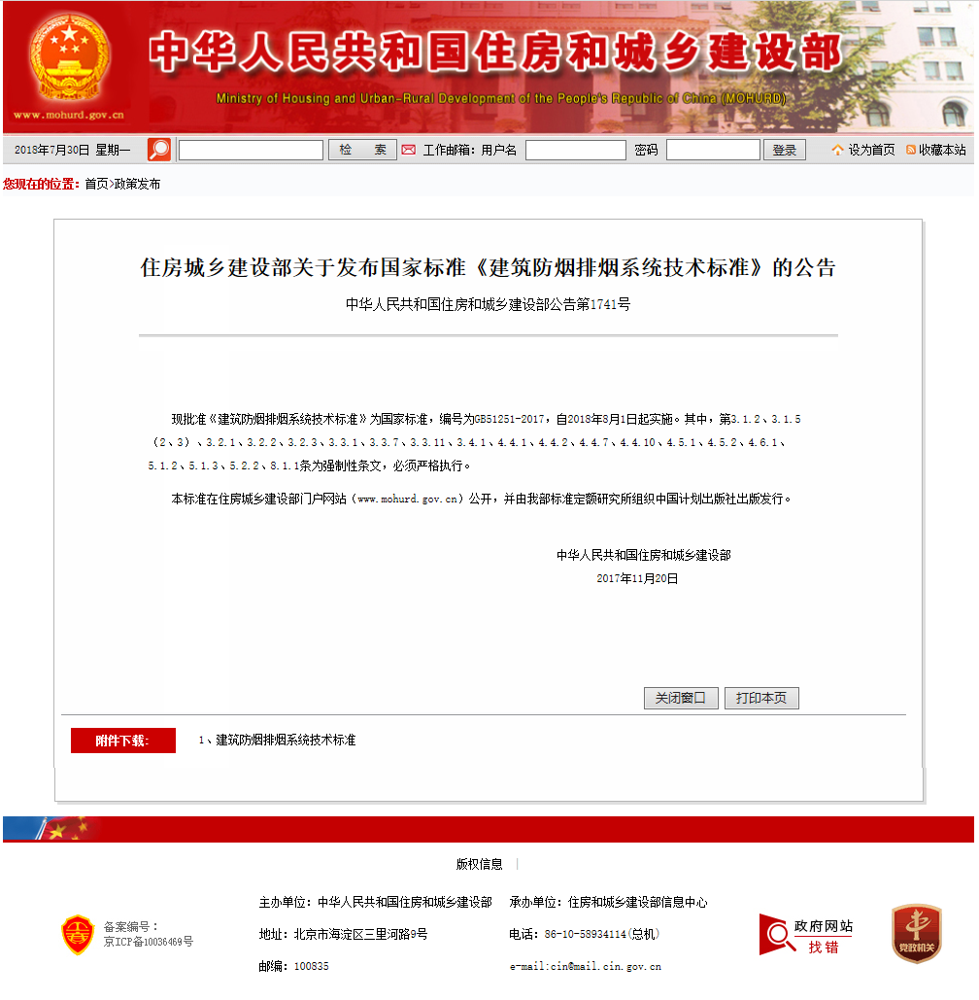 中华人民共和国住房和城乡建设部
Ministry of Housing and Urban-Rural Development of the People's Republic of China (MOHURD)
www.mohurd.gov.cn
2018年7月30日 星期一 检 索 工作邮箱：用户名 密码 登录 设为首页 收藏本站
您现在的位置：首页>政策发布
住房城乡建设部关于发布国家标准《建筑防烟排烟系统技术标准》的公告
中华人民共和国住房和城乡建设部公告第1741号
现批准《建筑防烟排烟系统技术标准》为国家标准，编号为GB51251-2017，自2018年8月1日起实施。其中，第3.1.2、3.1.5
（2、3）、3.2.1、3.2.2、3.2.3、3.3.1、3.3.7、3.3.11、3.4.1、4.4.1、4.4.2、4.4.7、4.4.10、4.5.1、4.5.2、4.6.1、
5.1.2、5.1.3、5.2.2、8.1.1条为强制性条文，必须严格执行。
本标准在住房城乡建设部门户网站（www.mohurd.gov.cn）公开，并由我部标准定额研究所组织中国计划出版社出版发行。
中华人民共和国住房和城乡建设部
2017年11月20日
关闭窗口 打印本页
附件下载: 1、建筑防烟排烟系统技术标准
版权信息 |
主办单位：中华人民共和国住房和城乡建设部 承办单位：住房和城乡建设部信息中心
备案编号：
京ICP备10036469号
地址：北京市海淀区三里河路9号 电话：86-10-58934114(总机)
邮编：100835 e-mail:cin@mail.cin.gov.cn
政府网站
找错
党政机关